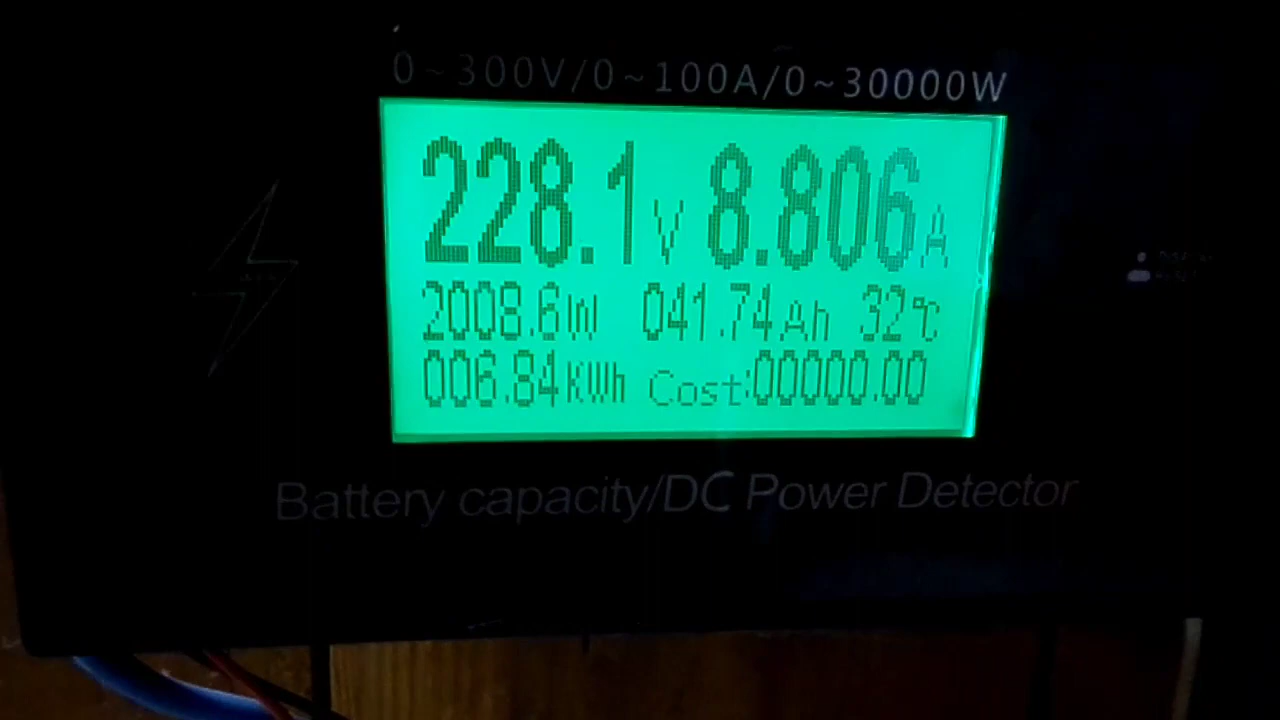 0~300V/0~100A/0~30000W
228.1V 8.806A
2008.6W 041.74Ah 32℃
006.84KWh Cost:00000.00
Battery capacity/DC Power Detector